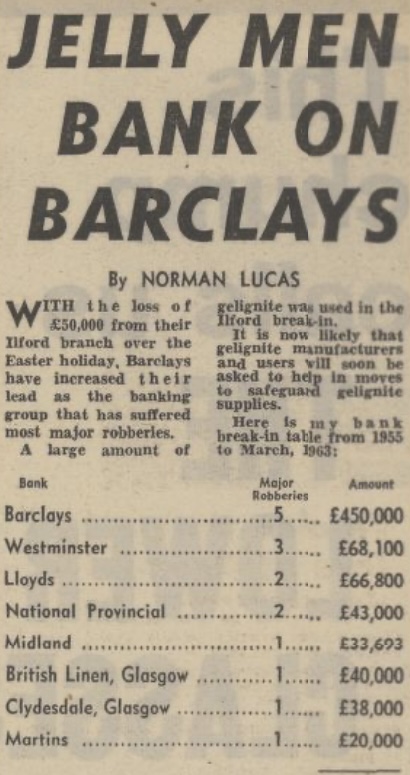 JELLY MEN
BANK ON
BARCLAYS
By NORMAN LUCAS
WITH the loss of
£50,000 from their
Ilford branch over the
Easter holiday, Barclays
have increased their
lead as the banking
group that has suffered
most major robberies.
A large amount of
gelignite was used in the
Ilford break-in.
It is now likely that
gelignite manufacturers
and users will soon be
asked to help in moves
to safeguard gelignite
supplies.
Here is my bank
break-in table from 1955
to March, 1963:
Bank Major Robberies Amount
Barclays ........................5...... £450,000
Westminster ........................3...... £68,100
Lloyds ........................2...... £66,800
National Provincial ................2...... £43,000
Midland ........................1...... £33,693
British Linen, Glasgow ...........1...... £40,000
Clydesdale, Glasgow ..............1...... £38,000
Martins ........................1...... £20,000